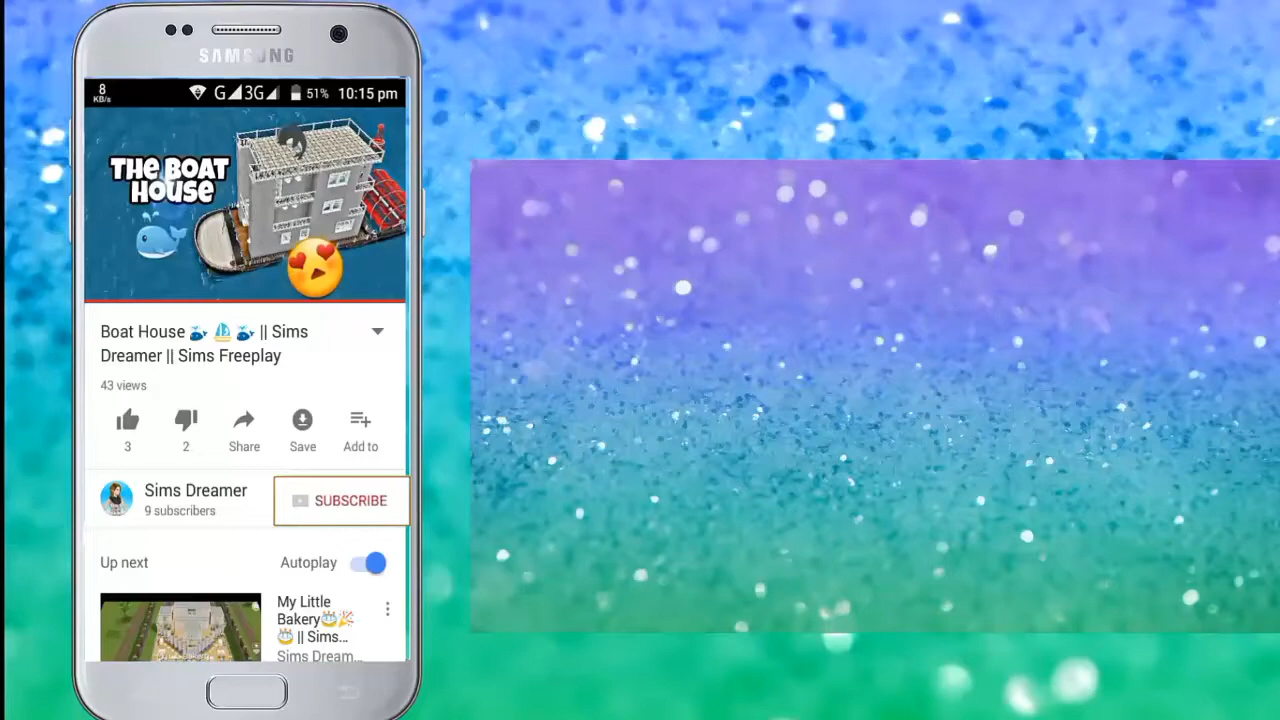 SAMSUNG
8
KB/s
G 3G 51% 10:15 pm
THE BOAT
HOUSE
Boat House 🐳 ⛵ 🐳 || Sims
Dreamer || Sims Freeplay
43 views
3 2 Share Save Add to
Sims Dreamer
9 subscribers
SUBSCRIBE
Up next Autoplay
My Little
Bakery🎂🎉
🎂 || Sims...
Sims Dream...